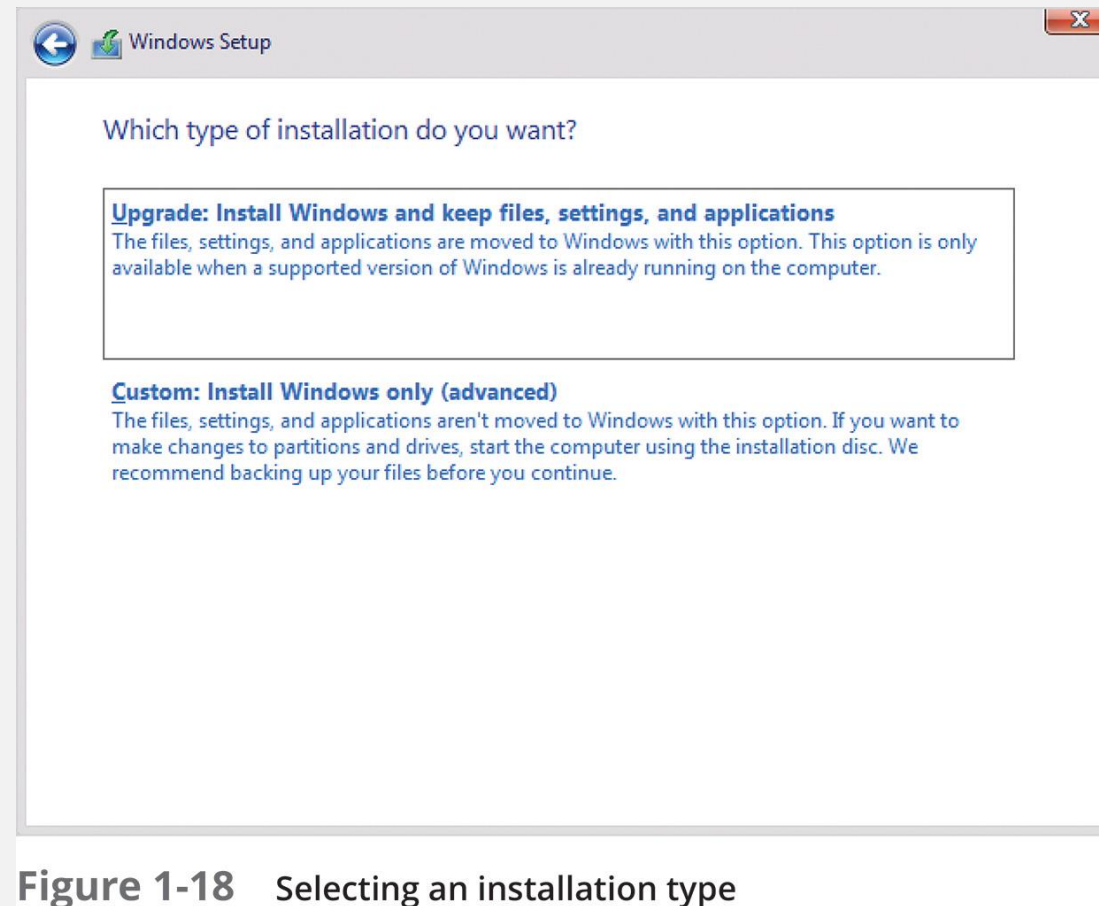 Windows Setup
X
Which type of installation do you want?
Upgrade: Install Windows and keep files, settings, and applications
The files, settings, and applications are moved to Windows with this option. This option is only
available when a supported version of Windows is already running on the computer.
Custom: Install Windows only (advanced)
The files, settings, and applications aren't moved to Windows with this option. If you want to
make changes to partitions and drives, start the computer using the installation disc. We
recommend backing up your files before you continue.
Figure 1-18 Selecting an installation type